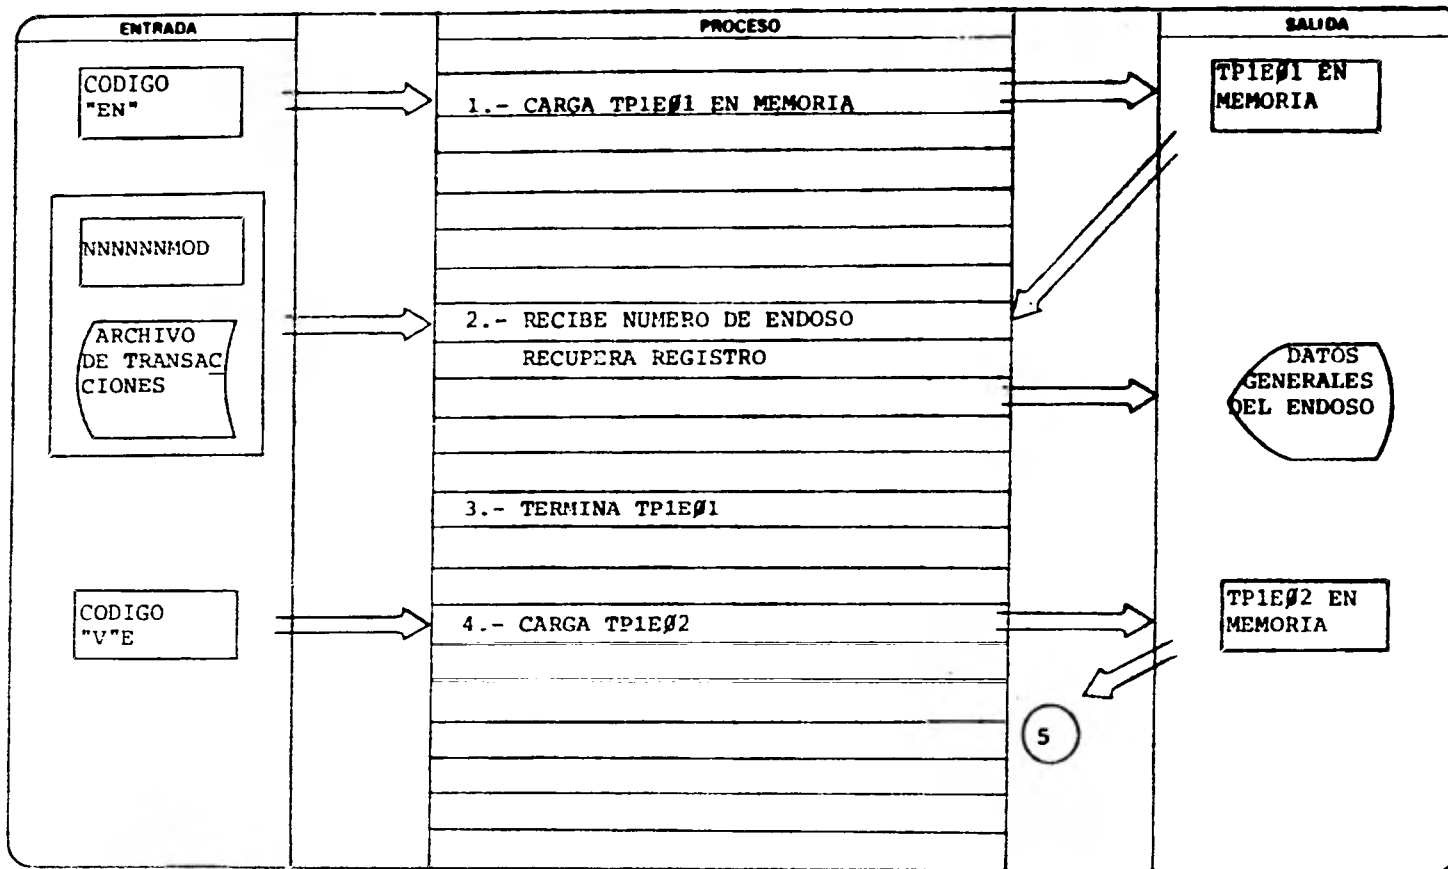 ENTRADA
PROCESO
SALIDA
CODIGO
"EN"
1.- CARGA TP1EØ1 EN MEMORIA
TP1EØ1 EN
MEMORIA
NNNNNNMOD
ARCHIVO
DE TRANSAC
CIONES
2.- RECIBE NUMERO DE ENDOSO
RECUPERA REGISTRO
DATOS
GENERALES
DEL ENDOSO
3.- TERMINA TP1EØ1
CODIGO
"V"E
4.- CARGA TP1EØ2
TP1EØ2 EN
MEMORIA
5